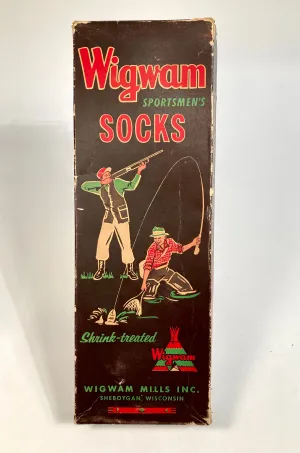 Wigwam
SPORTSMEN'S
SOCKS
Shrink-treated
Wigwam
WIGWAM MILLS INC.
SHEBOYGAN, WISCONSIN